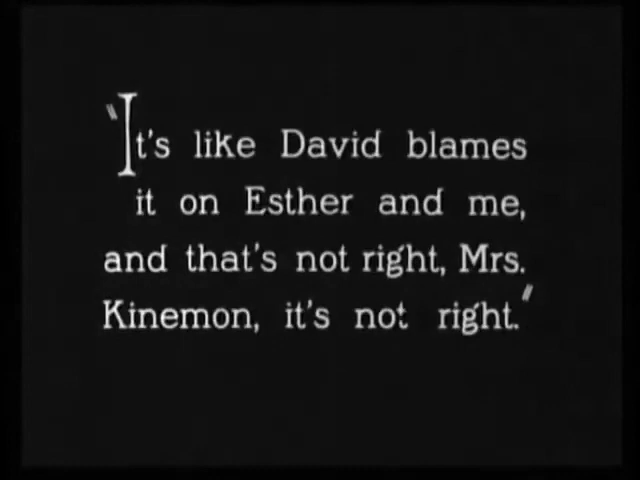 "It's like David blames
it on Esther and me,
and that's not right, Mrs.
Kinemon, it's not right."